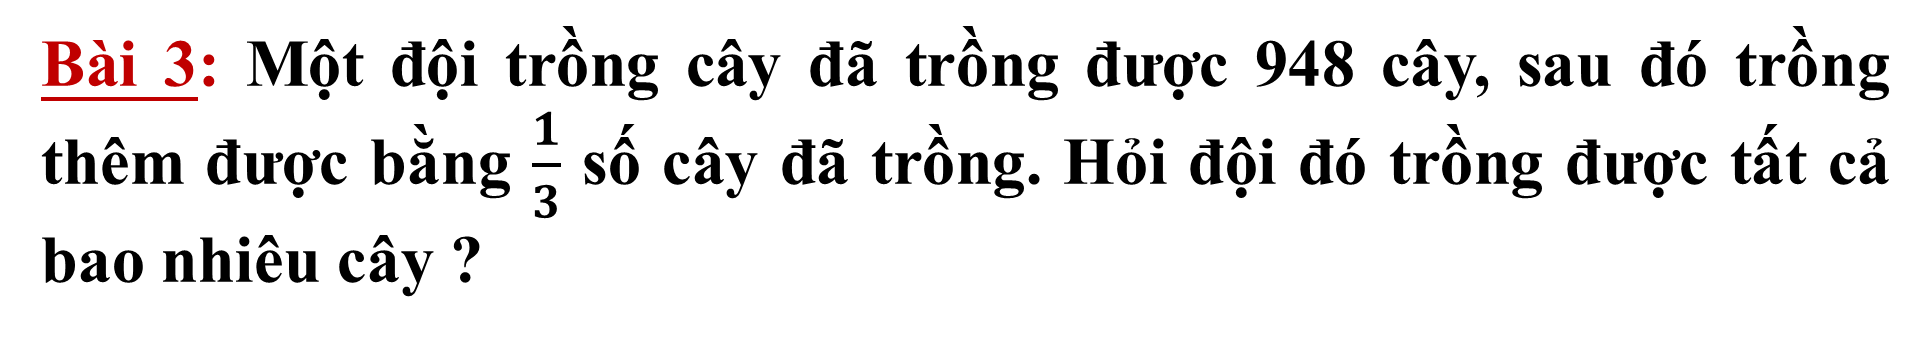 Bài 3: Một đội trồng cây đã trồng được 948 cây, sau đó trồng
thêm được bằng 1/3 số cây đã trồng. Hỏi đội đó trồng được tất cả
bao nhiêu cây ?